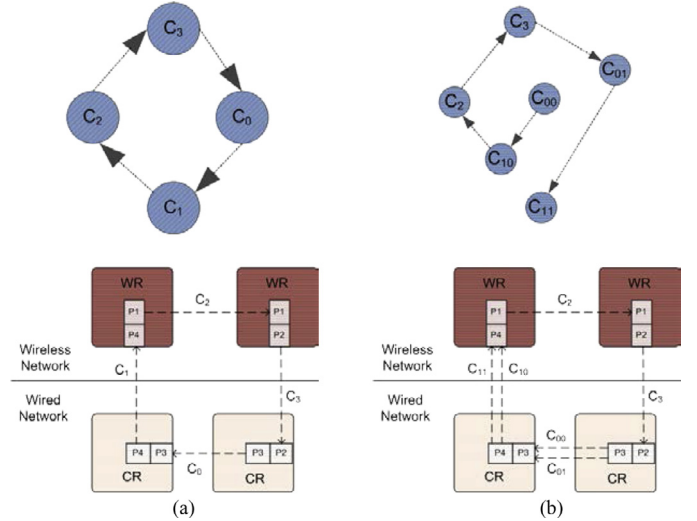 C3
C2
C0
C1
C3
C01
C2
C00
C10
C11
WR
WR
P1
P4
C2
P1
P2
Wireless
Network
C1
C3
Wired
Network
P4 P3
CR
C0
P3 P2
CR
(a)
WR
WR
P1
P4
C2
P1
P2
Wireless
Network
C11
C10
C3
Wired
Network
P4 P3
CR
C00
C01
P3 P2
CR
(b)